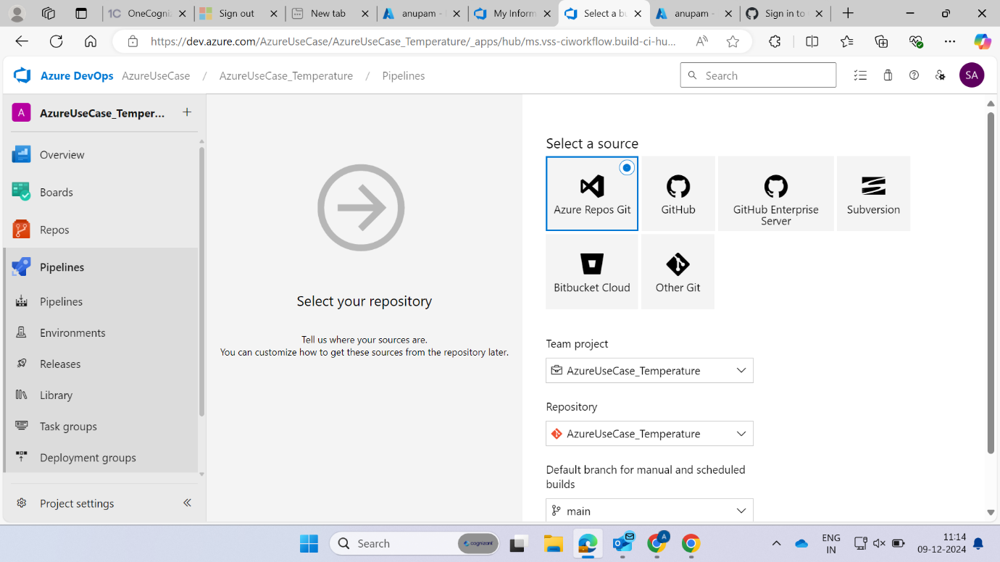 1C OneCogniz
Sign out
New tab
anupam -
My Inform
Select a bu
anupam -
Sign in to
https://dev.azure.com/AzureUseCase/AzureUseCase_Temperature/_apps/hub/ms.vss-ciworkflow.build-ci-hu...
Azure DevOps AzureUseCase / AzureUseCase_Temperature / Pipelines
Search
SA
A AzureUseCase_Temper... +
Overview
Boards
Repos
Pipelines
Pipelines
Environments
Releases
Library
Task groups
Deployment groups
Project settings
Select your repository
Tell us where your sources are.
You can customize how to get these sources from the repository later.
Select a source
Azure Repos Git
GitHub
GitHub Enterprise
Server
Subversion
Bitbucket Cloud
Other Git
Team project
AzureUseCase_Temperature
Repository
AzureUseCase_Temperature
Default branch for manual and scheduled
builds
main
Search
cognizant
A
ENG
IN
11:14
09-12-2024